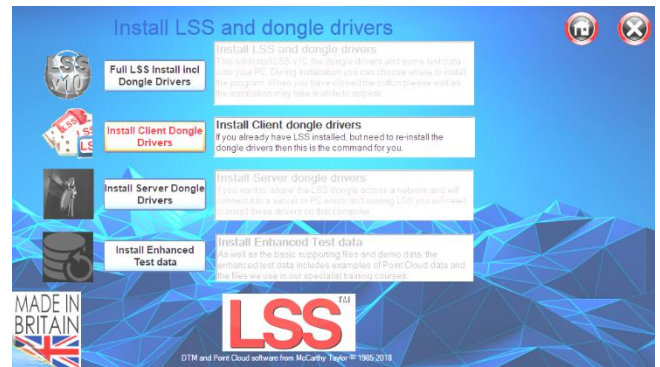 Install LSS and dongle drivers
LSS
v10
Full LSS Install incl
Dongle Drivers
Install LSS and dongle drivers
This will install LSS v10, the dongle drivers and some test data
onto your PC. During installation you can choose where to install
the program. When you have clicked the button please wait as
the installation may take a while to appear.
LSS
Install Client Dongle
Drivers
Install Client dongle drivers
If you already have LSS installed, but need to re-install the
dongle drivers then this is the command for you.
Install Server Dongle
Drivers
Install Server dongle drivers
If you want to 'share' the LSS dongle across a network and will
connect it to a server or PC which isn't running LSS you will need
to install these drivers on that computer.
Install Enhanced
Test data
Install Enhanced Test data
As well as the basic supporting files and demo data, the
enhanced test data includes examples of Point Cloud data and
the files we use in our specialist training courses.
MADE IN
BRITAIN
LSS TM
DTM and Point Cloud software from McCarthy Taylor © 1985-2018